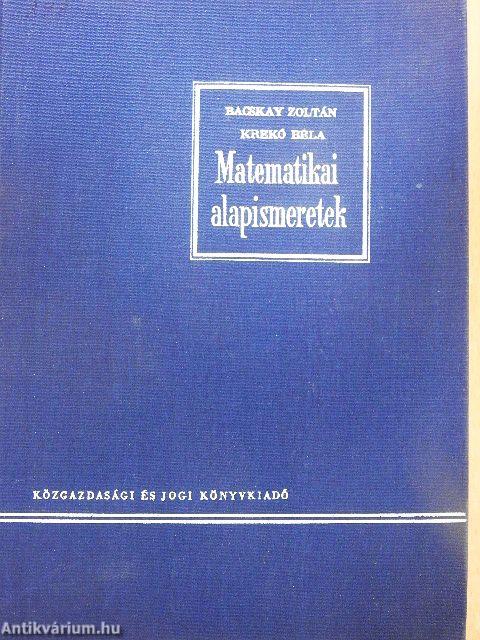 BACSKAY ZOLTÁN
KREKÓ BÉLA
Matematikai
alapismeretek
KÖZGAZDASÁGI ÉS JOGI KÖNYVKIADÓ
Antikvárium.hu